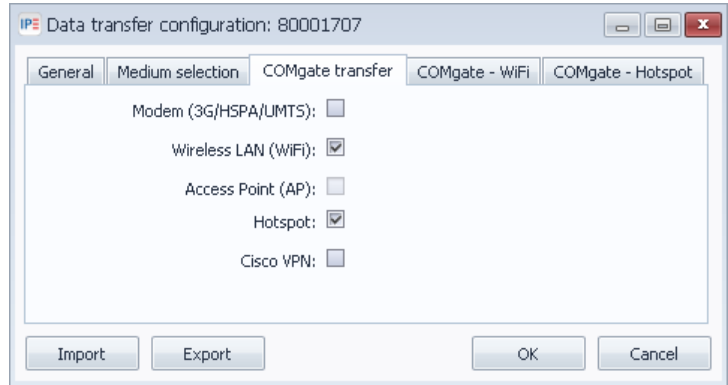 IPE Data transfer configuration: 80001707
General Medium selection COMgate transfer COMgate - WiFi COMgate - Hotspot
Modem (3G/HSPA/UMTS):
Wireless LAN (WiFi):
Access Point (AP):
Hotspot:
Cisco VPN:
Import Export OK Cancel